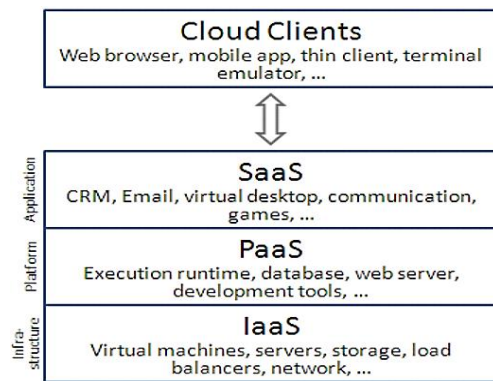 Cloud Clients
Web browser, mobile app, thin client, terminal
emulator, ...
Application
SaaS
CRM, Email, virtual desktop, communication,
games, ...
Platform
PaaS
Execution runtime, database, web server,
development tools, ...
Infra-
structure
IaaS
Virtual machines, servers, storage, load
balancers, network, ...